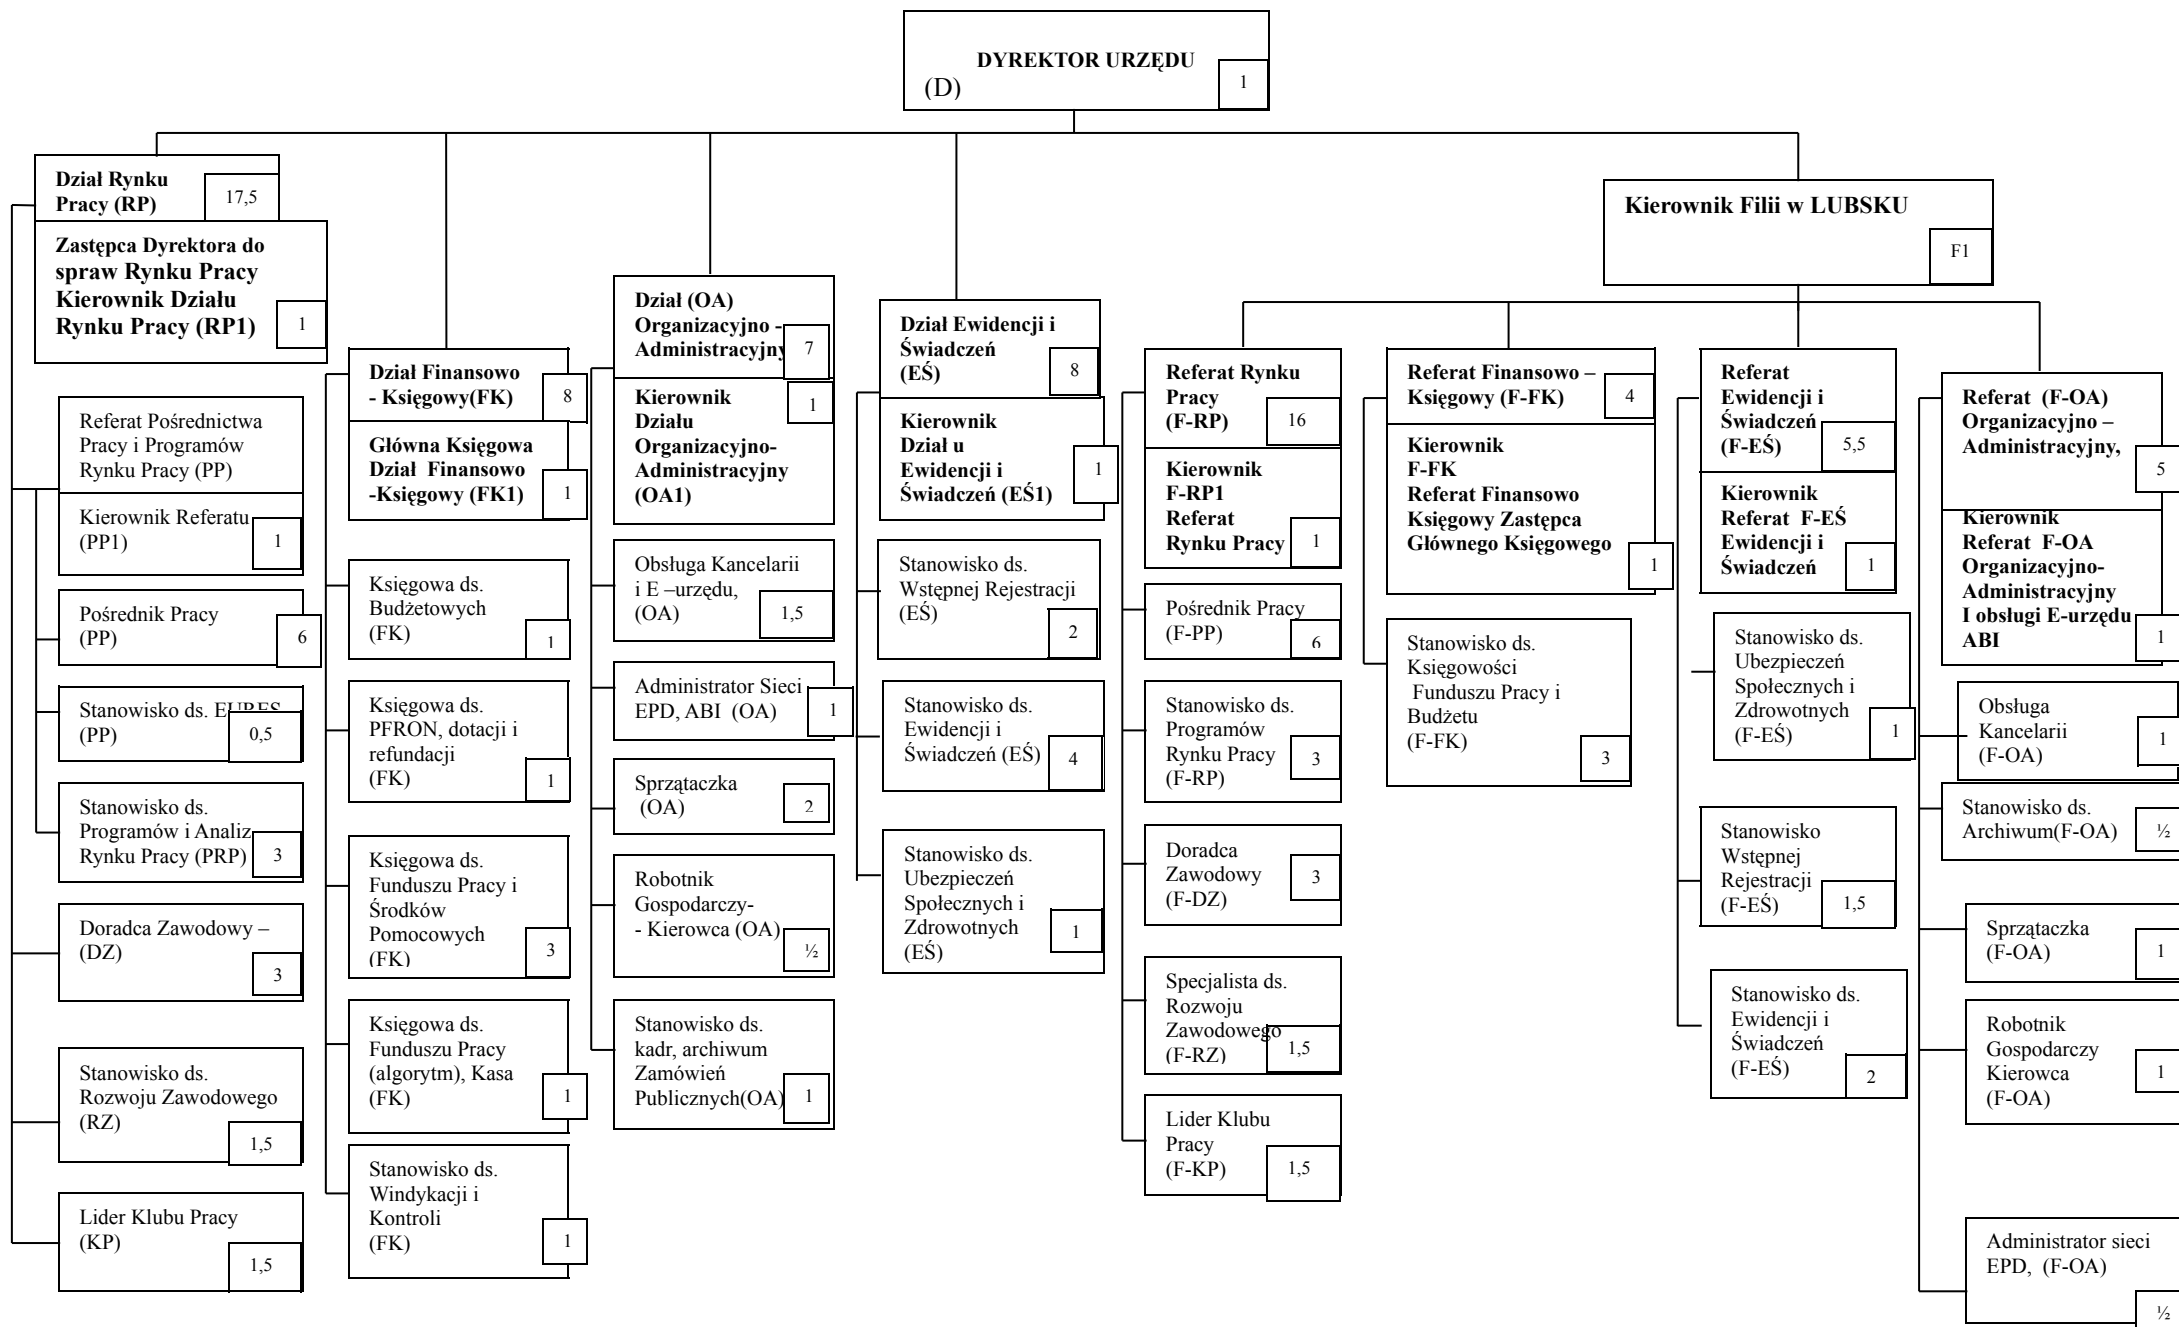 DYREKTOR URZĘDU
(D)
1
Dział Rynku
Pracy (RP)
17,5
Zastępca Dyrektora do
spraw Rynku Pracy
Kierownik Działu
Rynku Pracy (RP1)
1
Referat Pośrednictwa
Pracy i Programów
Rynku Pracy (PP)
Kierownik Referatu
(PP1)
1
Pośrednik Pracy
(PP)
6
Stanowisko ds. EURES
(PP)
0,5
Stanowisko ds.
Programów i Analiz
Rynku Pracy (PRP)
3
Doradca Zawodowy –
(DZ)
3
Stanowisko ds.
Rozwoju Zawodowego
(RZ)
1,5
Lider Klubu Pracy
(KP)
1,5
Dział Finansowo
- Księgowy(FK)
8
Główna Księgowa
Dział Finansowo
-Księgowy (FK1)
1
Księgowa ds.
Budżetowych
(FK)
1
Księgowa ds.
PFRON, dotacji i
refundacji
(FK)
1
Księgowa ds.
Funduszu Pracy i
Środków
Pomocowych
(FK)
3
Księgowa ds.
Funduszu Pracy
(algorytm), Kasa
(FK)
1
Stanowisko ds.
Windykacji i
Kontroli
(FK)
1
Dział (OA)
Organizacyjno -
Administracyjny
7
Kierownik
Działu
Organizacyjno-
Administracyjny
(OA1)
1
Obsługa Kancelarii
i E –urzędu,
(OA)
1,5
Administrator Sieci
EPD, ABI (OA)
1
Sprzątaczka
(OA)
2
Robotnik
Gospodarczy-
- Kierowca (OA)
½
Stanowisko ds.
kadr, archiwum
Zamówień
Publicznych(OA)
1
Dział Ewidencji i
Świadczeń
(EŚ)
8
Kierownik
Dział u
Ewidencji i
Świadczeń (EŚ1)
1
Stanowisko ds.
Wstępnej Rejestracji
(EŚ)
2
Stanowisko ds.
Ewidencji i
Świadczeń (EŚ)
4
Stanowisko ds.
Ubezpieczeń
Społecznych i
Zdrowotnych
(EŚ)
1
Kierownik Filii w LUBSKU
F1
Referat Rynku
Pracy
(F-RP)
16
Kierownik
F-RP1
Referat
Rynku Pracy
1
Pośrednik Pracy
(F-PP)
6
Stanowisko ds.
Programów
Rynku Pracy
(F-RP)
3
Doradca
Zawodowy
(F-DZ)
3
Specjalista ds.
Rozwoju
Zawodowego
(F-RZ)
1,5
Lider Klubu
Pracy
(F-KP)
1,5
Referat Finansowo –
Księgowy (F-FK)
4
Kierownik
F-FK
Referat Finansowo
Księgowy Zastępca
Głównego Księgowego
1
Stanowisko ds.
Księgowości
Funduszu Pracy i
Budżetu
(F-FK)
3
Referat
Ewidencji i
Świadczeń
(F-EŚ)
5,5
Kierownik
Referat F-EŚ
Ewidencji i
Świadczeń
1
Stanowisko ds.
Ubezpieczeń
Społecznych i
Zdrowotnych
(F-EŚ)
1
Stanowisko
Wstępnej
Rejestracji
(F-EŚ)
1,5
Stanowisko ds.
Ewidencji i
Świadczeń
(F-EŚ)
2
Referat (F-OA)
Organizacyjno –
Administracyjny,
5
Kierownik
Referat F-OA
Organizacyjno-
Administracyjny
I obsługi E-urzędu
ABI
1
Obsługa
Kancelarii
(F-OA)
1
Stanowisko ds.
Archiwum(F-OA)
½
Sprzątaczka
(F-OA)
1
Robotnik
Gospodarczy
Kierowca
(F-OA)
1
Administrator sieci
EPD, (F-OA)
½